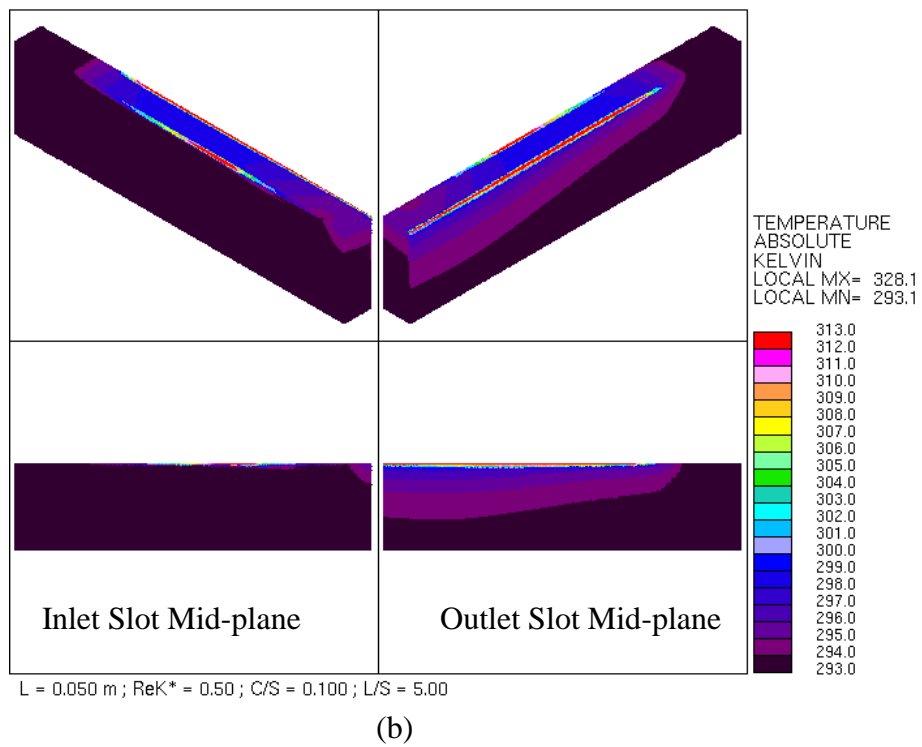 TEMPERATURE
ABSOLUTE
KELVIN
LOCAL MX= 328.1
LOCAL MN= 293.1
313.0
312.0
311.0
310.0
309.0
308.0
307.0
306.0
305.0
304.0
303.0
302.0
301.0
300.0
299.0
298.0
297.0
296.0
295.0
294.0
293.0
Inlet Slot Mid-plane
Outlet Slot Mid-plane
L = 0.050 m ; ReK* = 0.50 ; C/S = 0.100 ; L/S = 5.00
(b)